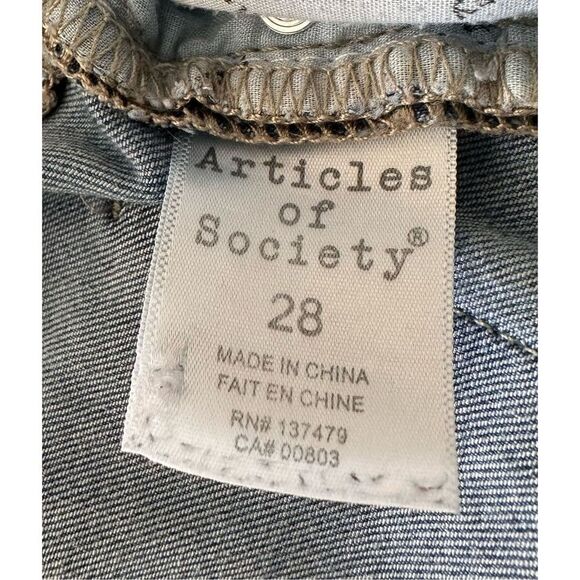 Articles
of
Society®
28
MADE IN CHINA
FAIT EN CHINE
RN# 137479
CA# 00803